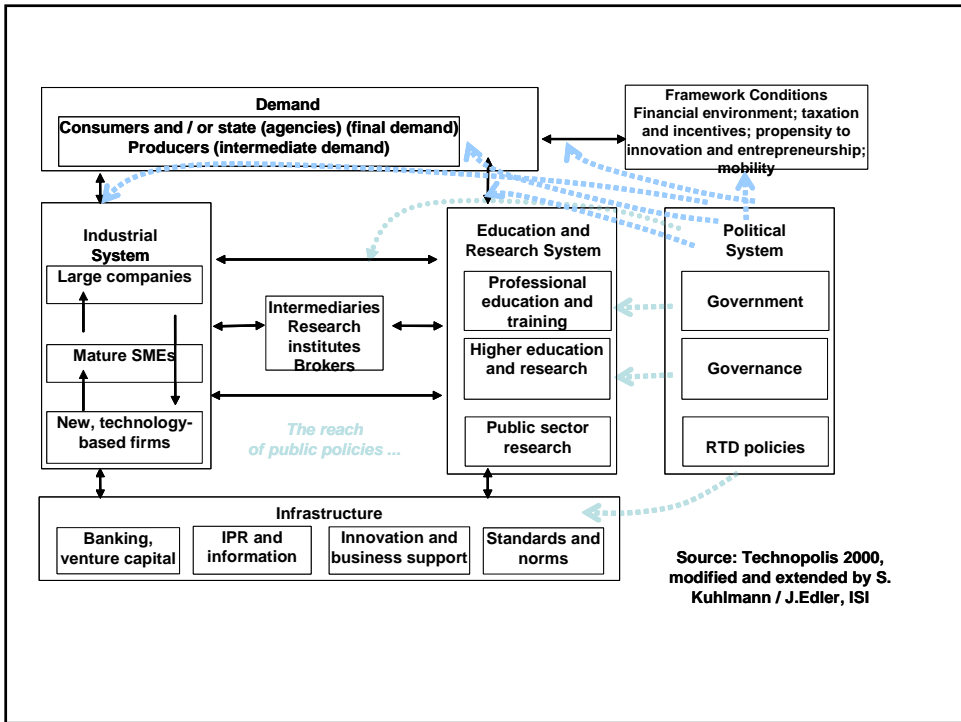 Demand
Consumers and / or state (agencies) (final demand)
Producers (intermediate demand)
Framework Conditions
Financial environment; taxation
and incentives; propensity to
innovation and entrepreneurship;
mobility
Industrial
System
Large companies
Mature SMEs
New, technology-
based firms
Intermediaries
Research
institutes
Brokers
Education and
Research System
Professional
education and
training
Higher education
and research
Public sector
research
Political
System
Government
Governance
RTD policies
The reach
of public policies ...
Infrastructure
Banking,
venture capital
IPR and
information
Innovation and
business support
Standards and
norms
Source: Technopolis 2000,
modified and extended by S.
Kuhlmann / J.Edler, ISI